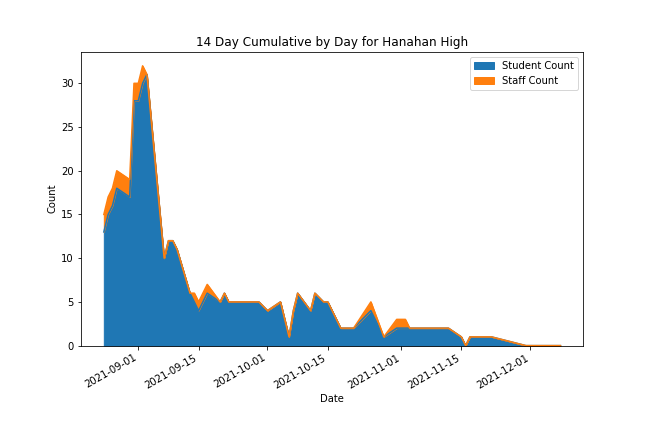 14 Day Cumulative by Day for Hanahan High
Student Count
Staff Count
30
25
20
15
10
5
0
Count
2021-09-01
2021-09-15
2021-10-01
2021-10-15
2021-11-01
2021-11-15
2021-12-01
Date